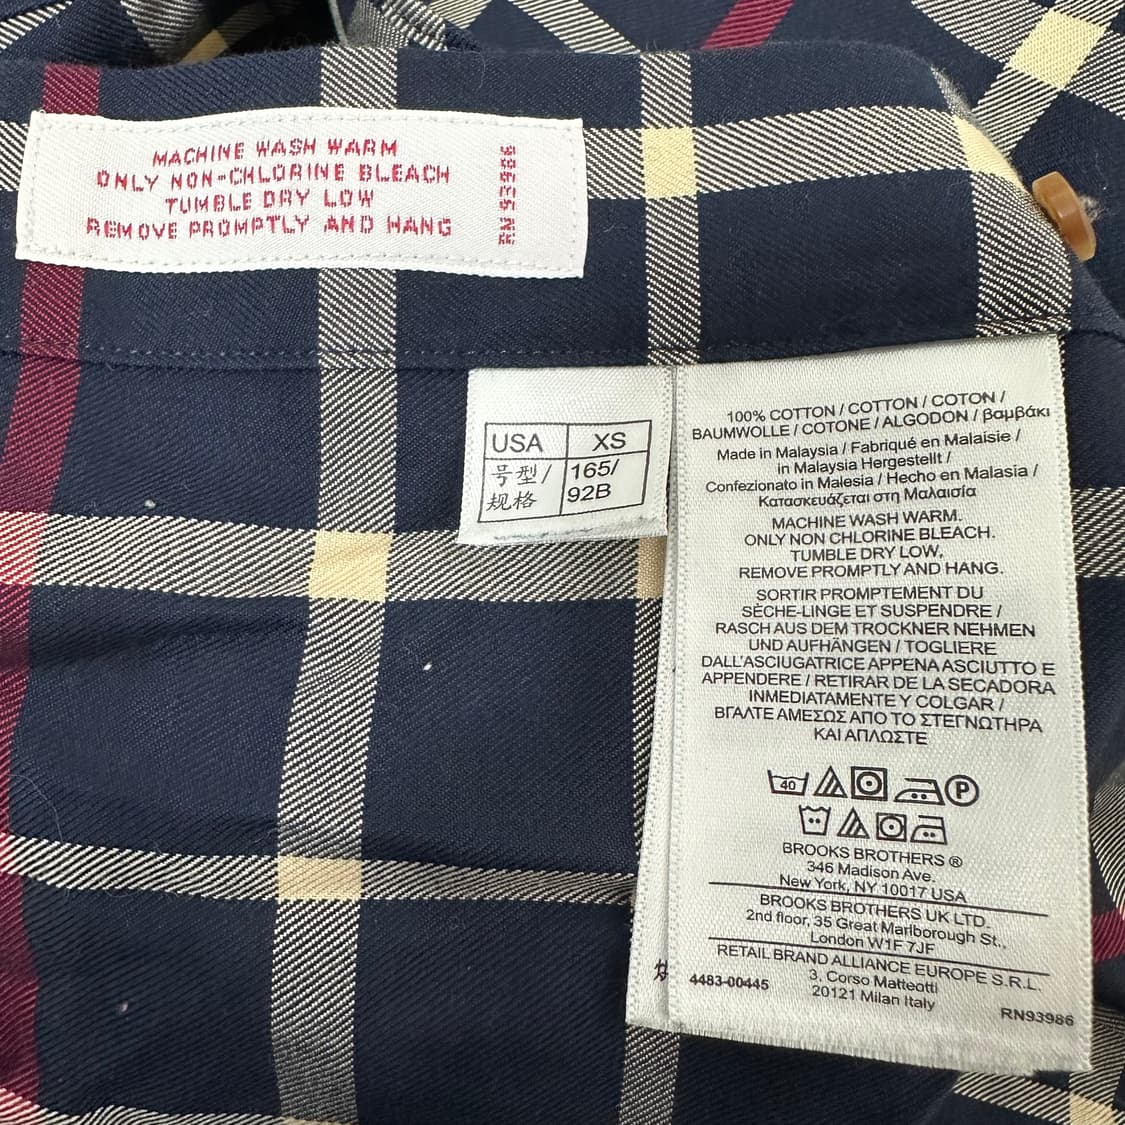 MACHINE WASH WARM
ONLY NON-CHLORINE BLEACH
TUMBLE DRY LOW
REMOVE PROMPTLY AND HANG
RN 93986
USA XS
号型/ 165/
规格 92B
100% COTTON / COTTON / COTON /
BAUMWOLLE / COTONE / ALGODON / βαμβάκι
Made in Malaysia / Fabriqué en Malaisie /
in Malaysia Hergestellt /
Confezionato in Malesia / Hecho en Malasia /
Κατασκευάζεται στη Μαλαισία
MACHINE WASH WARM.
ONLY NON CHLORINE BLEACH.
TUMBLE DRY LOW,
REMOVE PROMPTLY AND HANG.
SORTIR PROMPTEMENT DU
SÈCHE-LINGE ET SUSPENDRE /
RASCH AUS DEM TROCKNER NEHMEN
UND AUFHÄNGEN / TOGLIERE
DALL'ASCIUGATRICE APPENA ASCIUTTO E
APPENDERE / RETIRAR DE LA SECADORA
INMEDIATAMENTE Y COLGAR /
ΒΓΑΛΤΕ ΑΜΕΣΩΣ ΑΠΟ ΤΟ ΣΤΕΓΝΩΤΗΡΑ
ΚΑΙ ΑΠΛΩΣΤΕ
40 P
BROOKS BROTHERS ®
346 Madison Ave.
New York, NY 10017 USA
BROOKS BROTHERS UK LTD.
2nd floor, 35 Great Marlborough St.,
London W1F 7JF
RETAIL BRAND ALLIANCE EUROPE S.R.L.
3, Corso Matteotti
20121 Milan Italy
4483-00445
RN93986